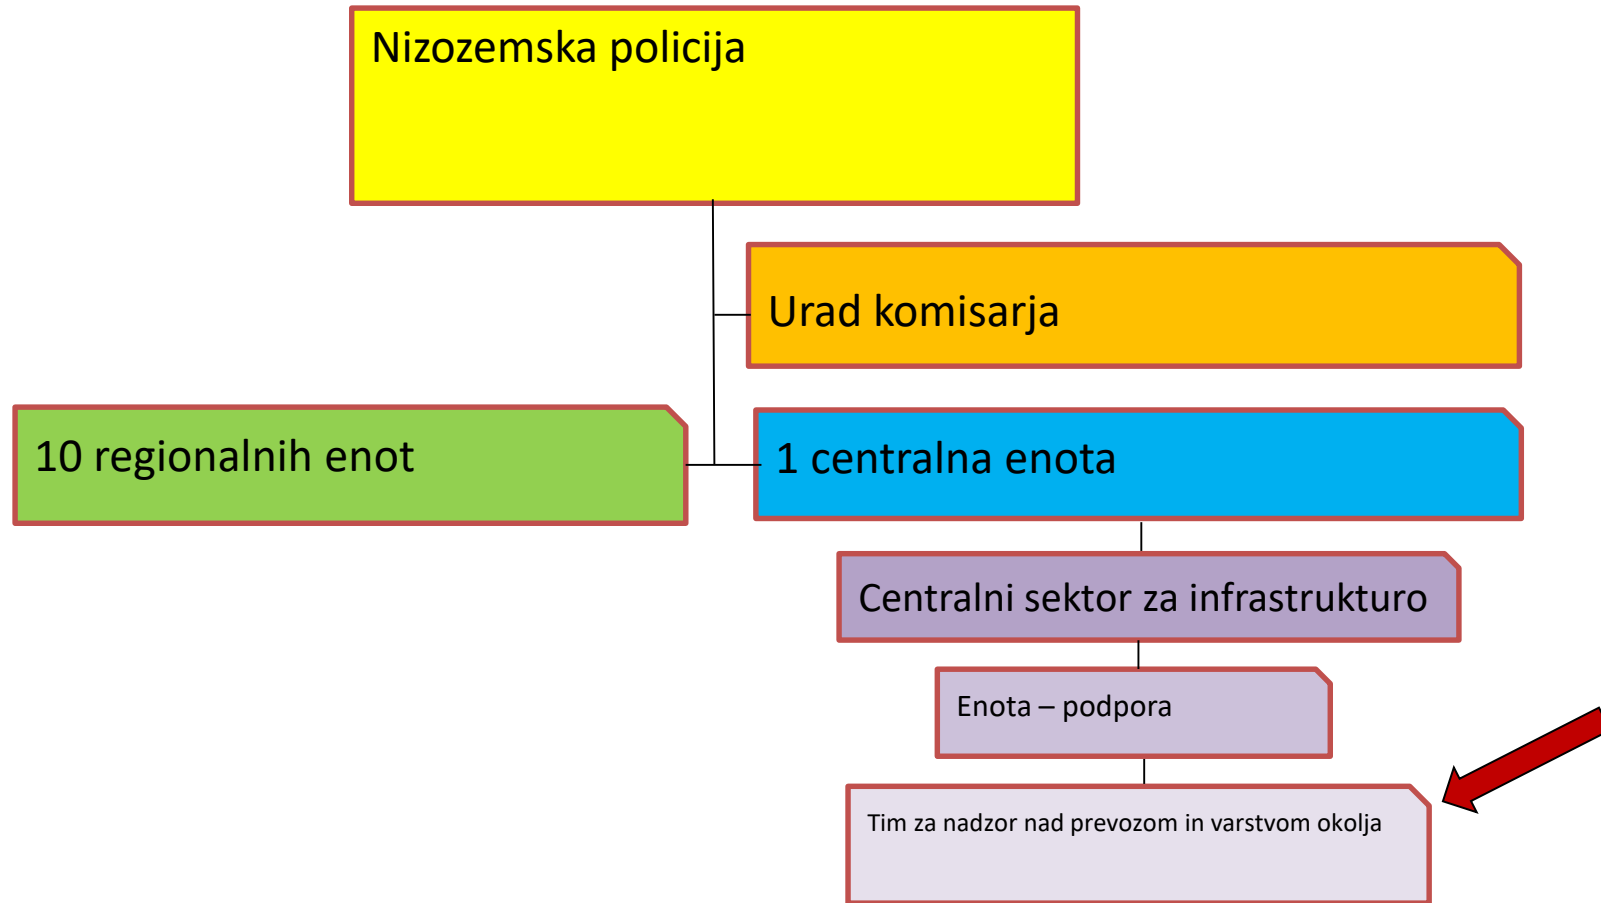 Nizozemska policija
Urad komisarja
10 regionalnih enot
1 centralna enota
Centralni sektor za infrastrukturo
Enota – podpora
Tim za nadzor nad prevozom in varstvom okolja